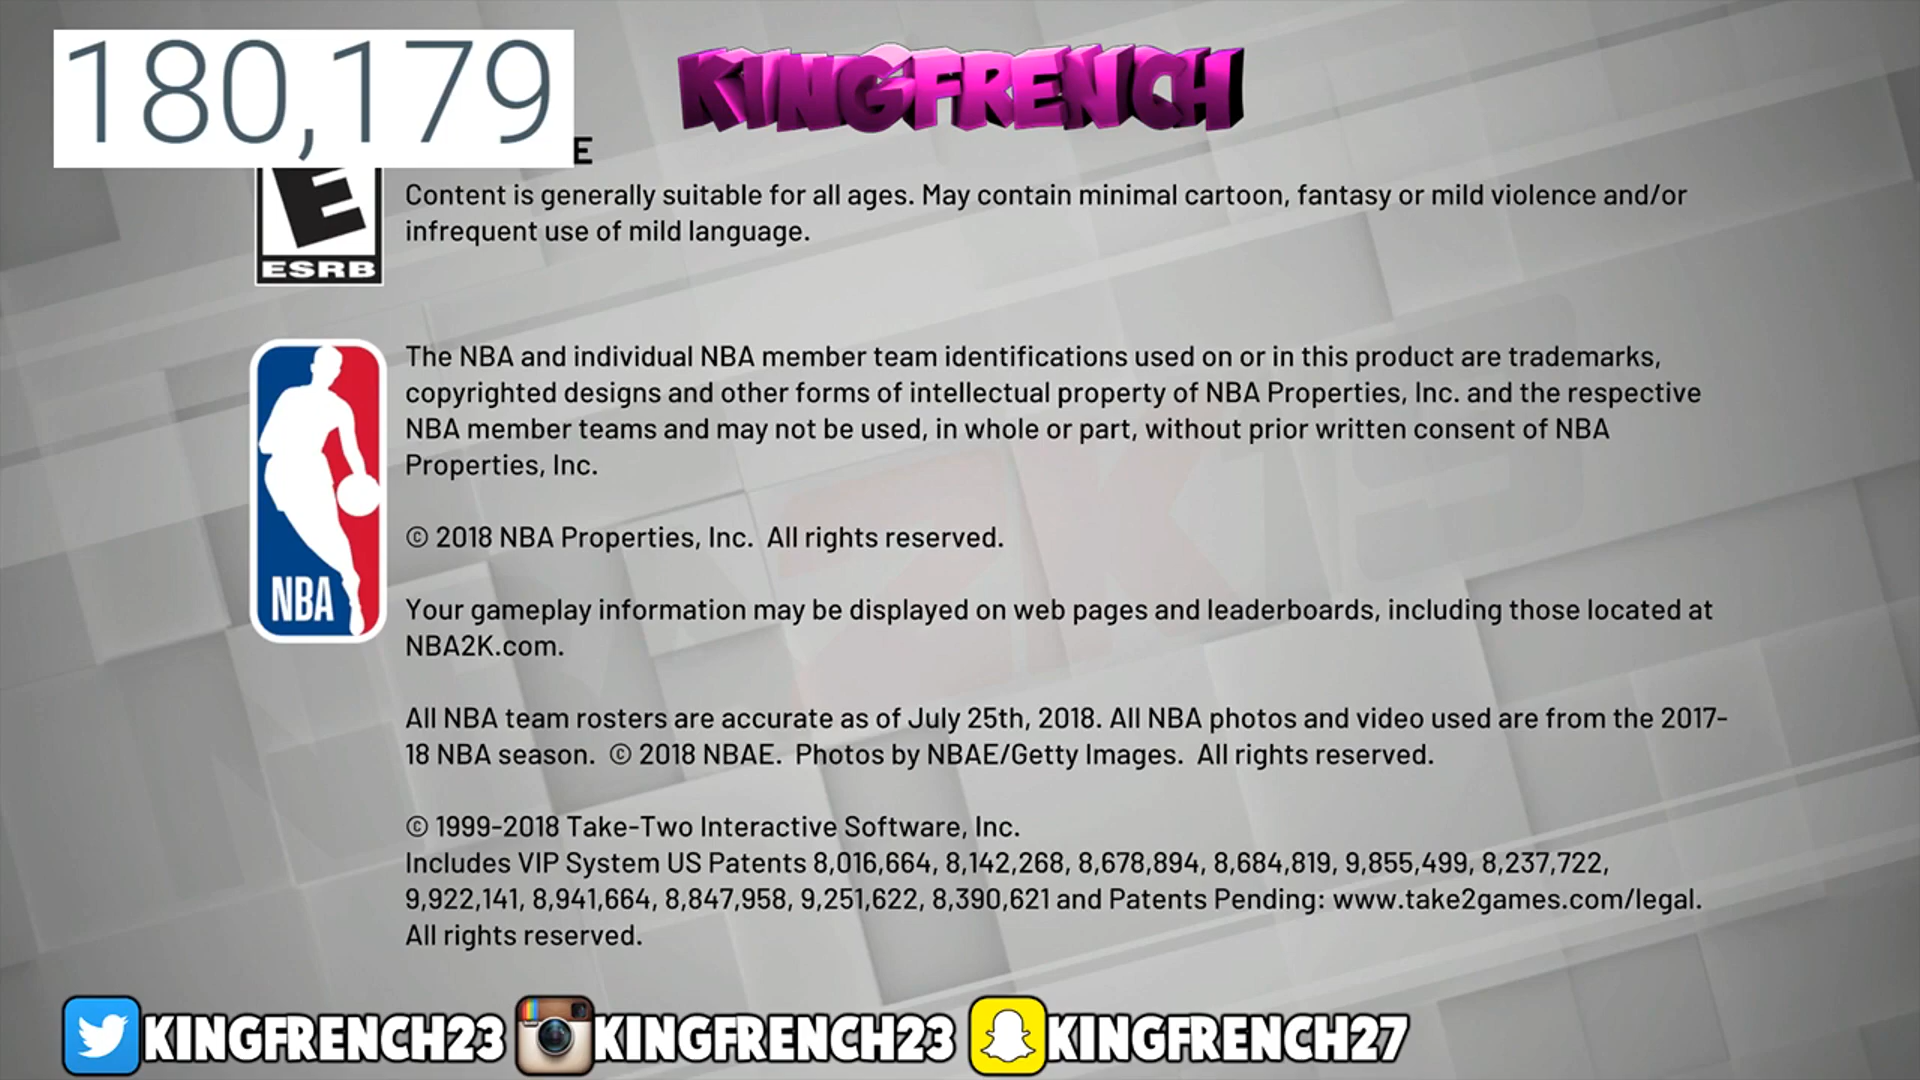 180,179
KINGFRENCH
E
E
Content is generally suitable for all ages. May contain minimal cartoon, fantasy or mild violence and/or
infrequent use of mild language.
ESRB
The NBA and individual NBA member team identifications used on or in this product are trademarks,
copyrighted designs and other forms of intellectual property of NBA Properties, Inc. and the respective
NBA member teams and may not be used, in whole or part, without prior written consent of NBA
Properties, Inc.
© 2018 NBA Properties, Inc. All rights reserved.
NBA
Your gameplay information may be displayed on web pages and leaderboards, including those located at
NBA2K.com.
All NBA team rosters are accurate as of July 25th, 2018. All NBA photos and video used are from the 2017-
18 NBA season. © 2018 NBAE. Photos by NBAE/Getty Images. All rights reserved.
© 1999-2018 Take-Two Interactive Software, Inc.
Includes VIP System US Patents 8,016,664, 8,142,268, 8,678,894, 8,684,819, 9,855,499, 8,237,722,
9,922,141, 8,941,664, 8,847,958, 9,251,622, 8,390,621 and Patents Pending: www.take2games.com/legal.
All rights reserved.
KINGFRENCH23 KINGFRENCH23 KINGFRENCH27